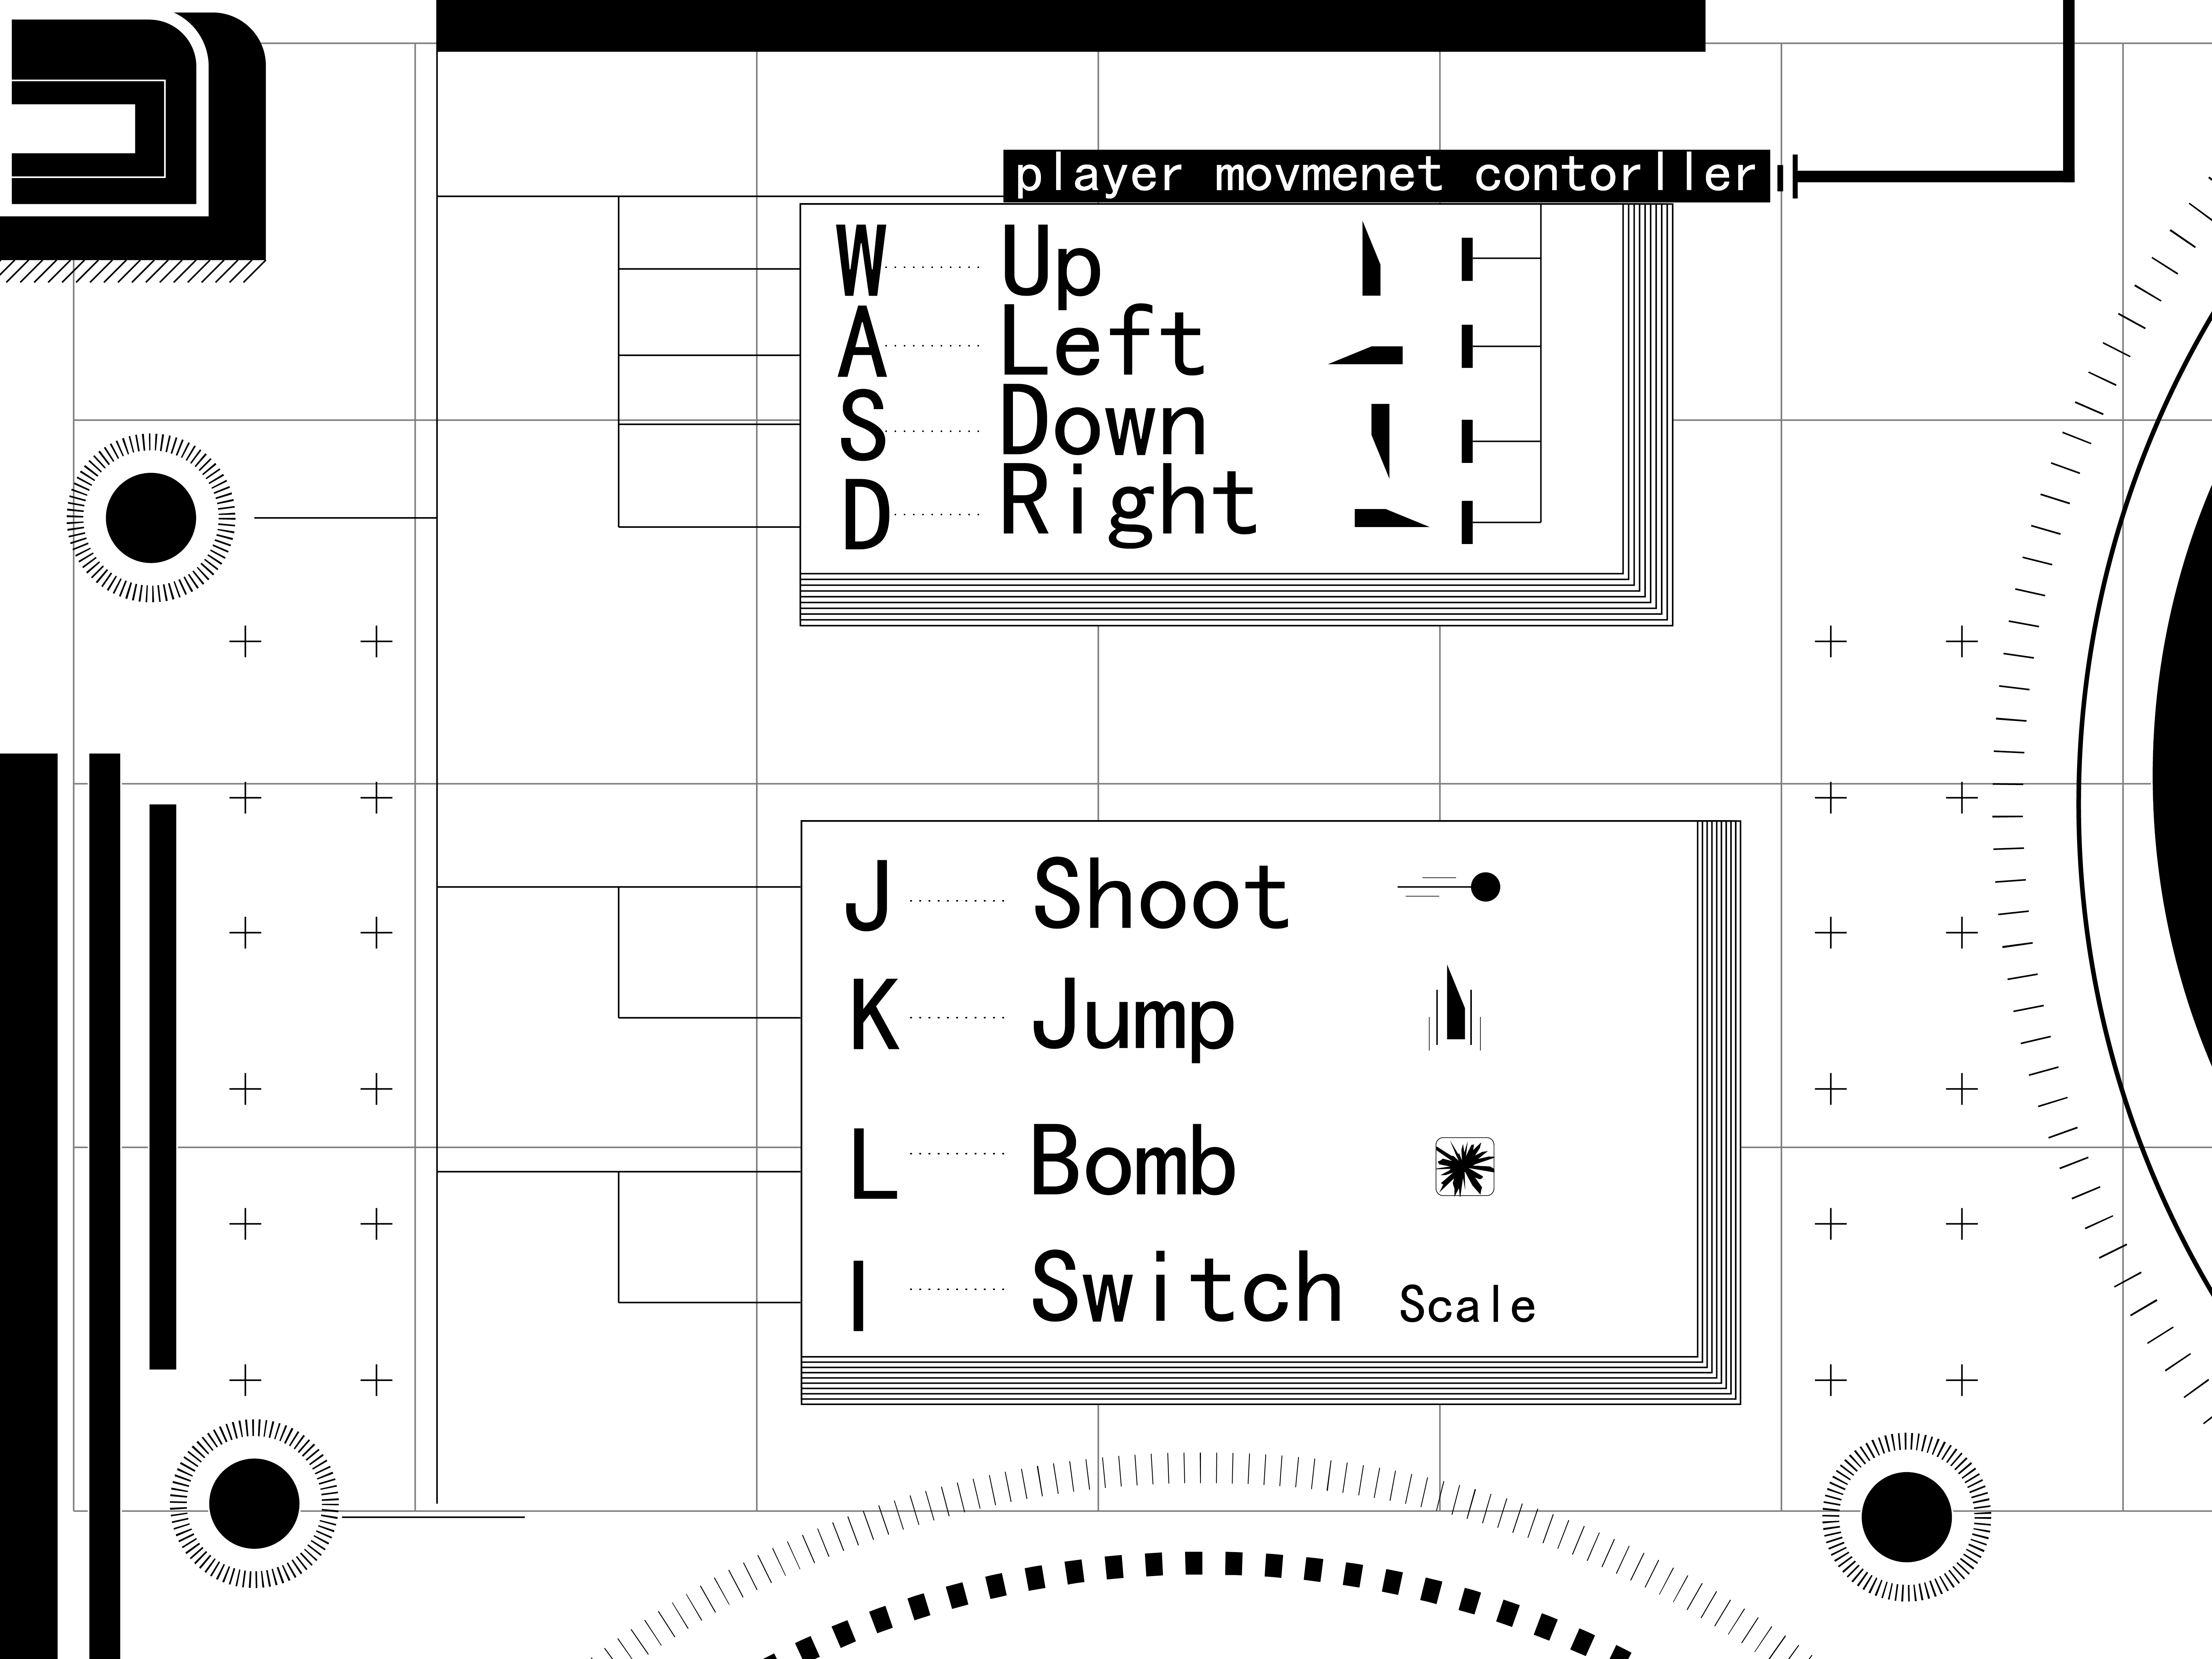 player movmenet contorller
W .......... Up
A .......... Left
S .......... Down
D .......... Right
J .......... Shoot
K .......... Jump
L .......... Bomb
I .......... Switch Scale